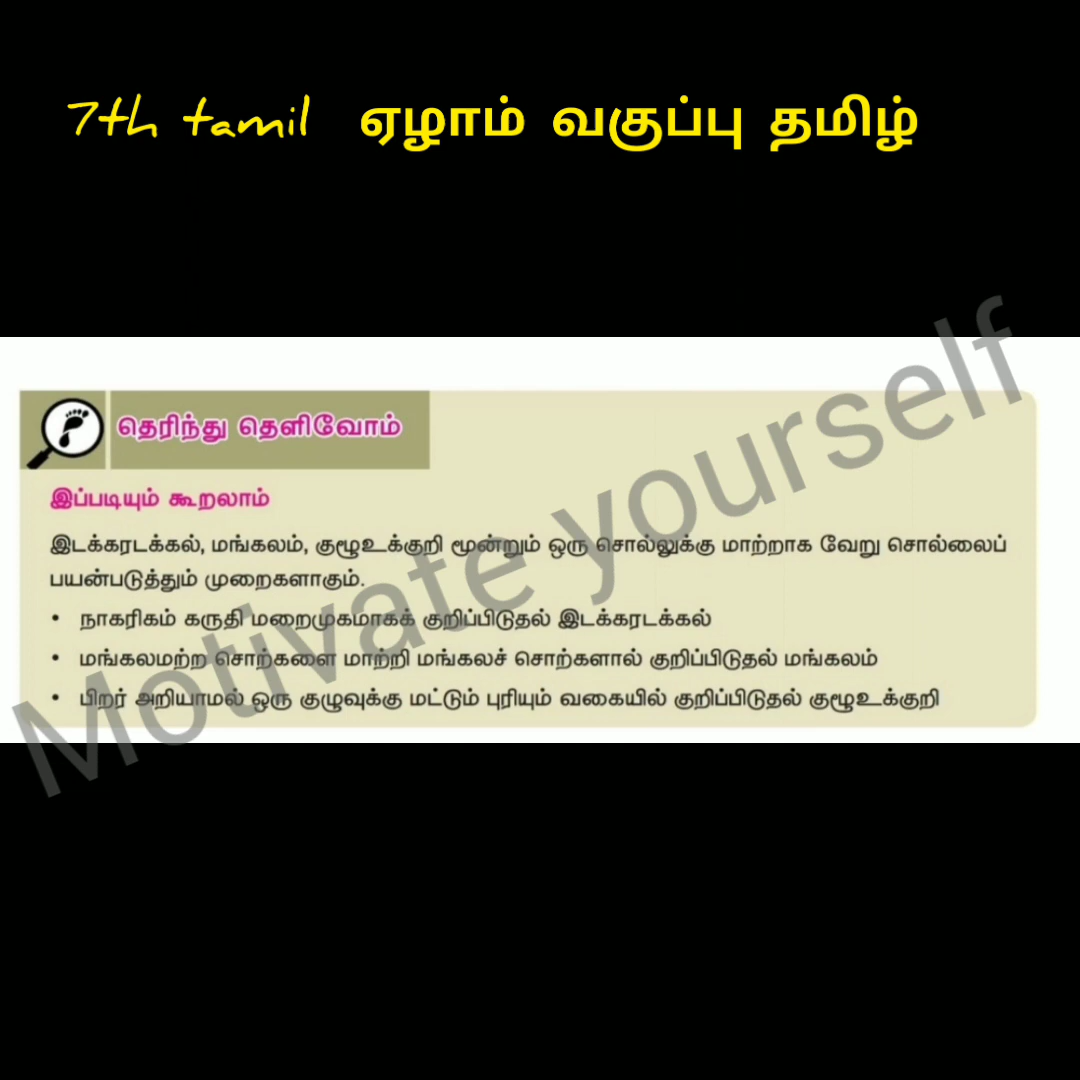 7th tamil ஏழாம் வகுப்பு தமிழ்
தெரிந்து தெளிவோம்
இப்படியும் கூறலாம்
இடக்கரடக்கல், மங்கலம், குழூஉக்குறி மூன்றும் ஒரு சொல்லுக்கு மாற்றாக வேறு சொல்லைப்
பயன்படுத்தும் முறைகளாகும்.
• நாகரிகம் கருதி மறைமுகமாகக் குறிப்பிடுதல் இடக்கரடக்கல்
• மங்கலமற்ற சொற்களை மாற்றி மங்கலச் சொற்களால் குறிப்பிடுதல் மங்கலம்
• பிறர் அறியாமல் ஒரு குழுவுக்கு மட்டும் புரியும் வகையில் குறிப்பிடுதல் குழூஉக்குறி
Motivate yourself